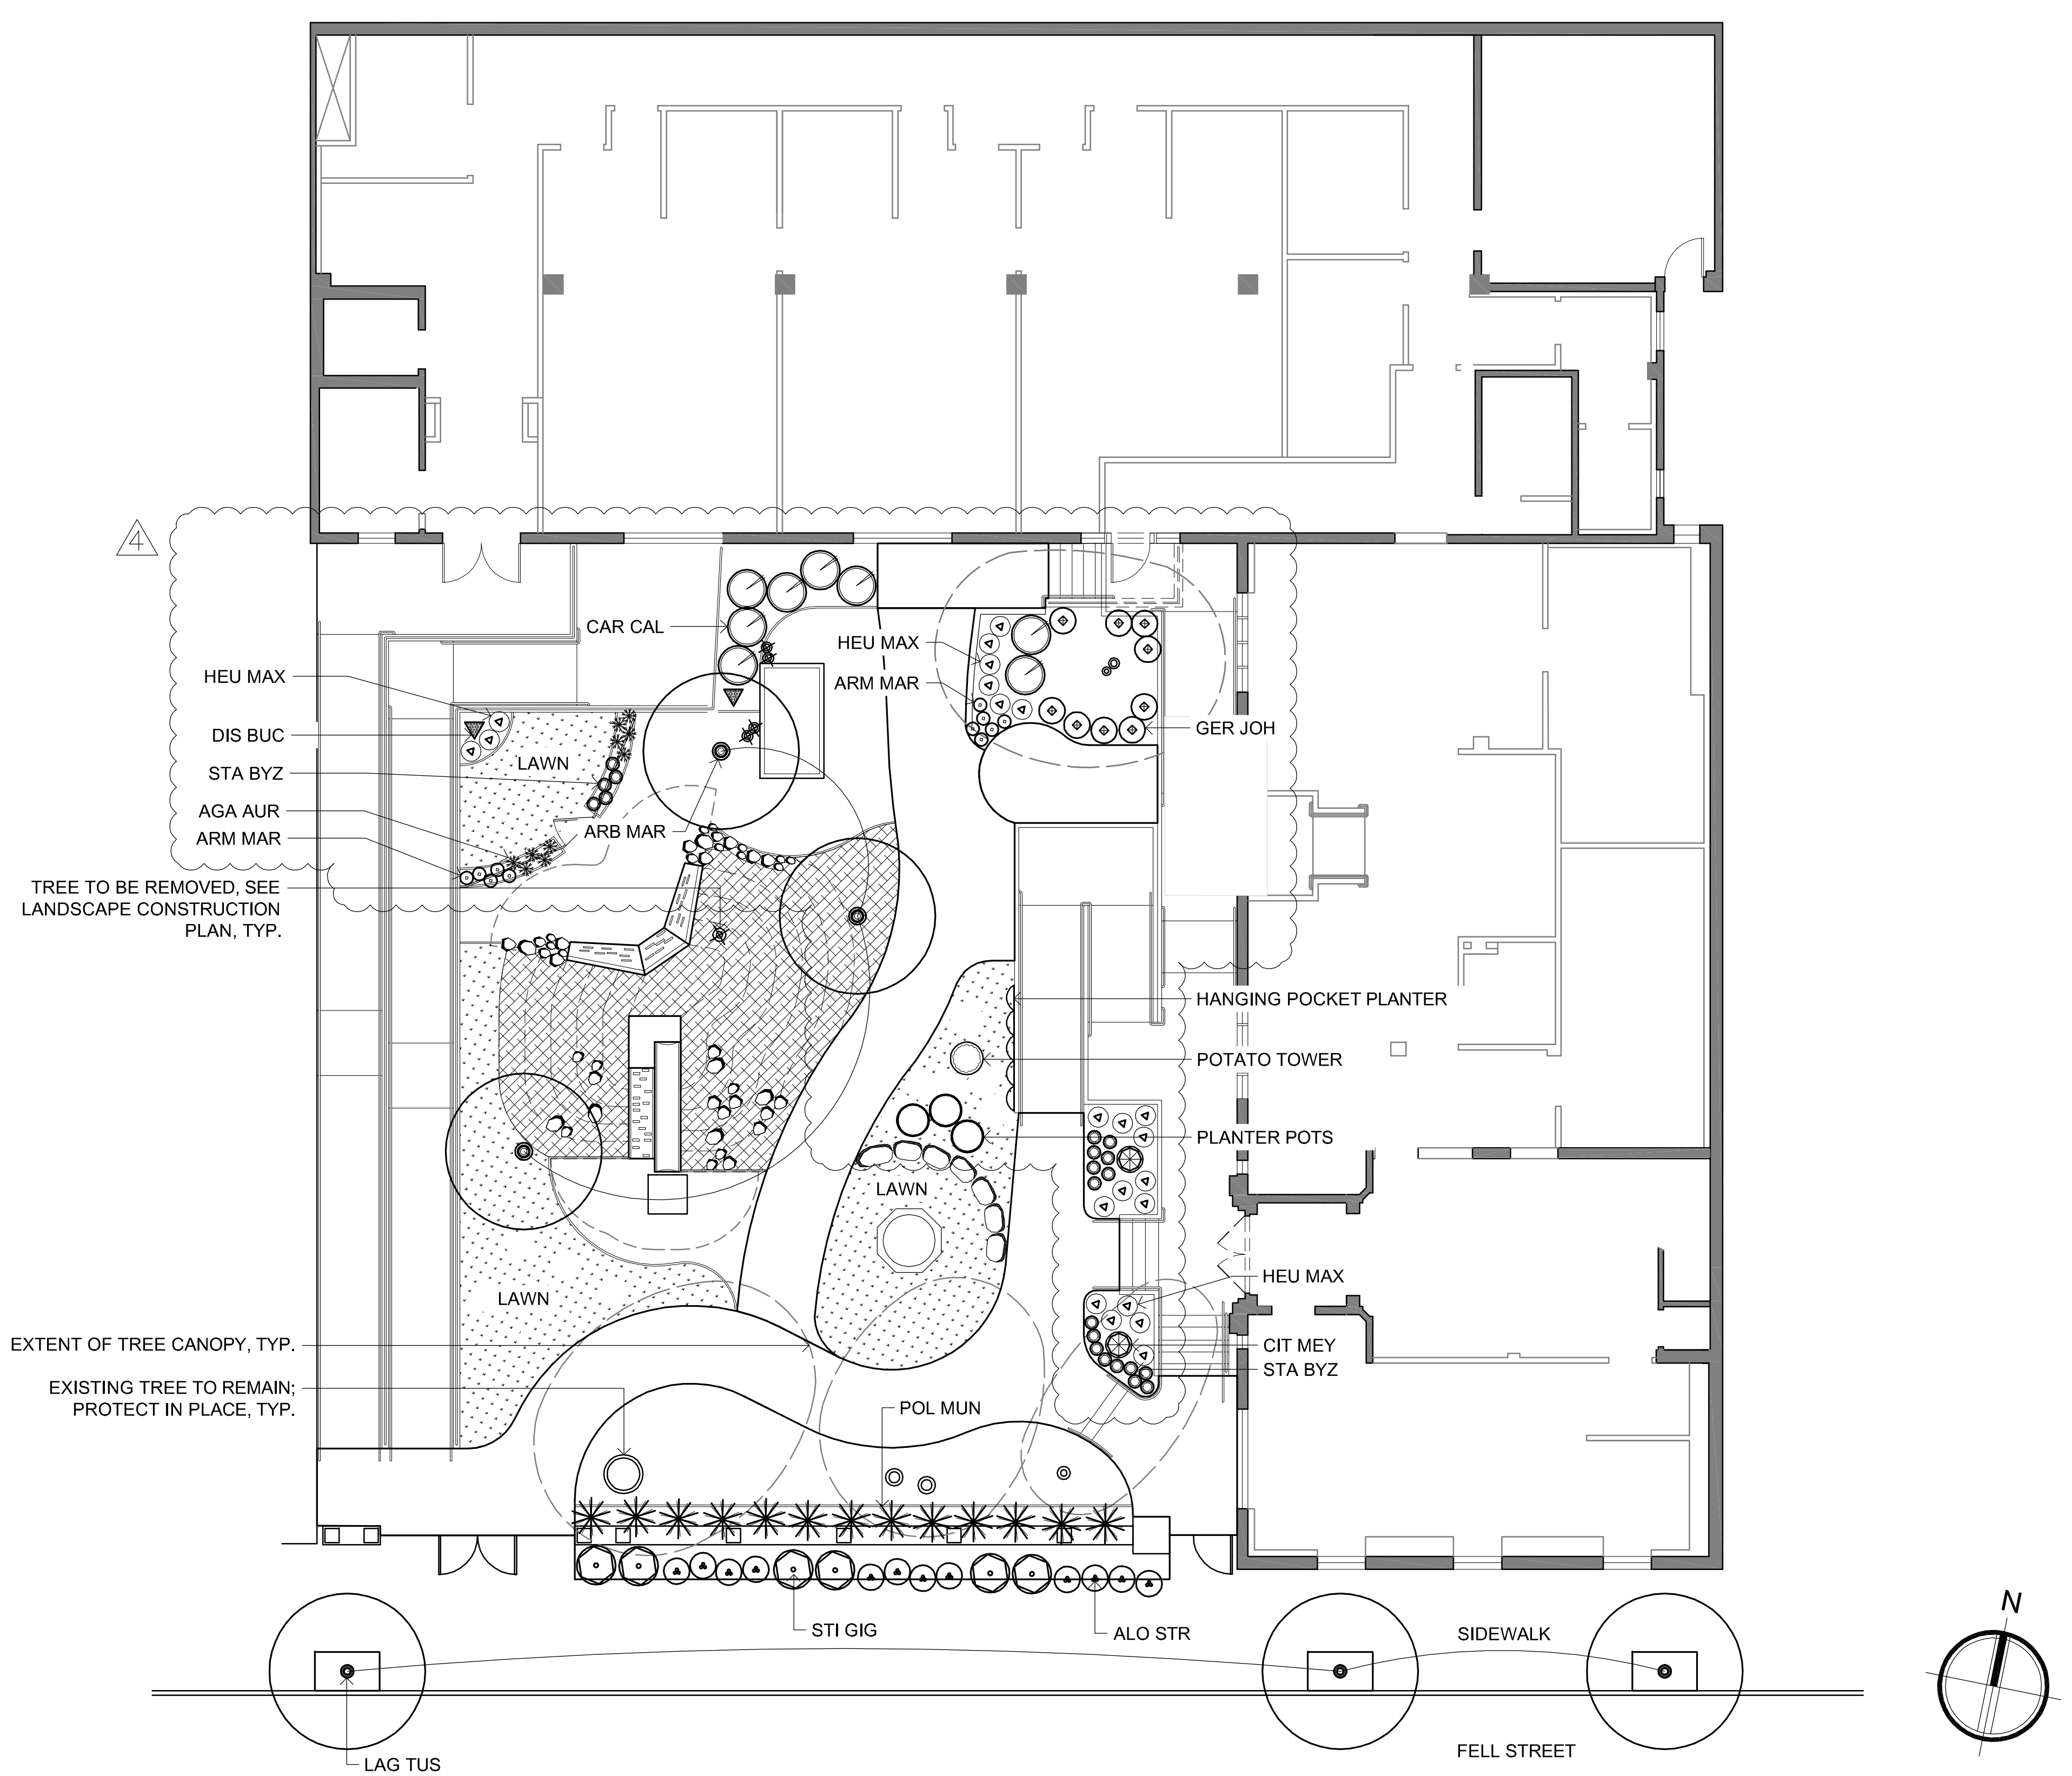 4
CAR CAL
HEU MAX
ARM MAR
HEU MAX
DIS BUC
GER JOH
LAWN
STA BYZ
AGA AUR
ARM MAR
ARB MAR
TREE TO BE REMOVED, SEE
LANDSCAPE CONSTRUCTION
PLAN, TYP.
HANGING POCKET PLANTER
POTATO TOWER
PLANTER POTS
LAWN
HEU MAX
LAWN
EXTENT OF TREE CANOPY, TYP.
CIT MEY
STA BYZ
EXISTING TREE TO REMAIN;
PROTECT IN PLACE, TYP.
POL MUN
STI GIG
ALO STR
SIDEWALK
N
FELL STREET
LAG TUS